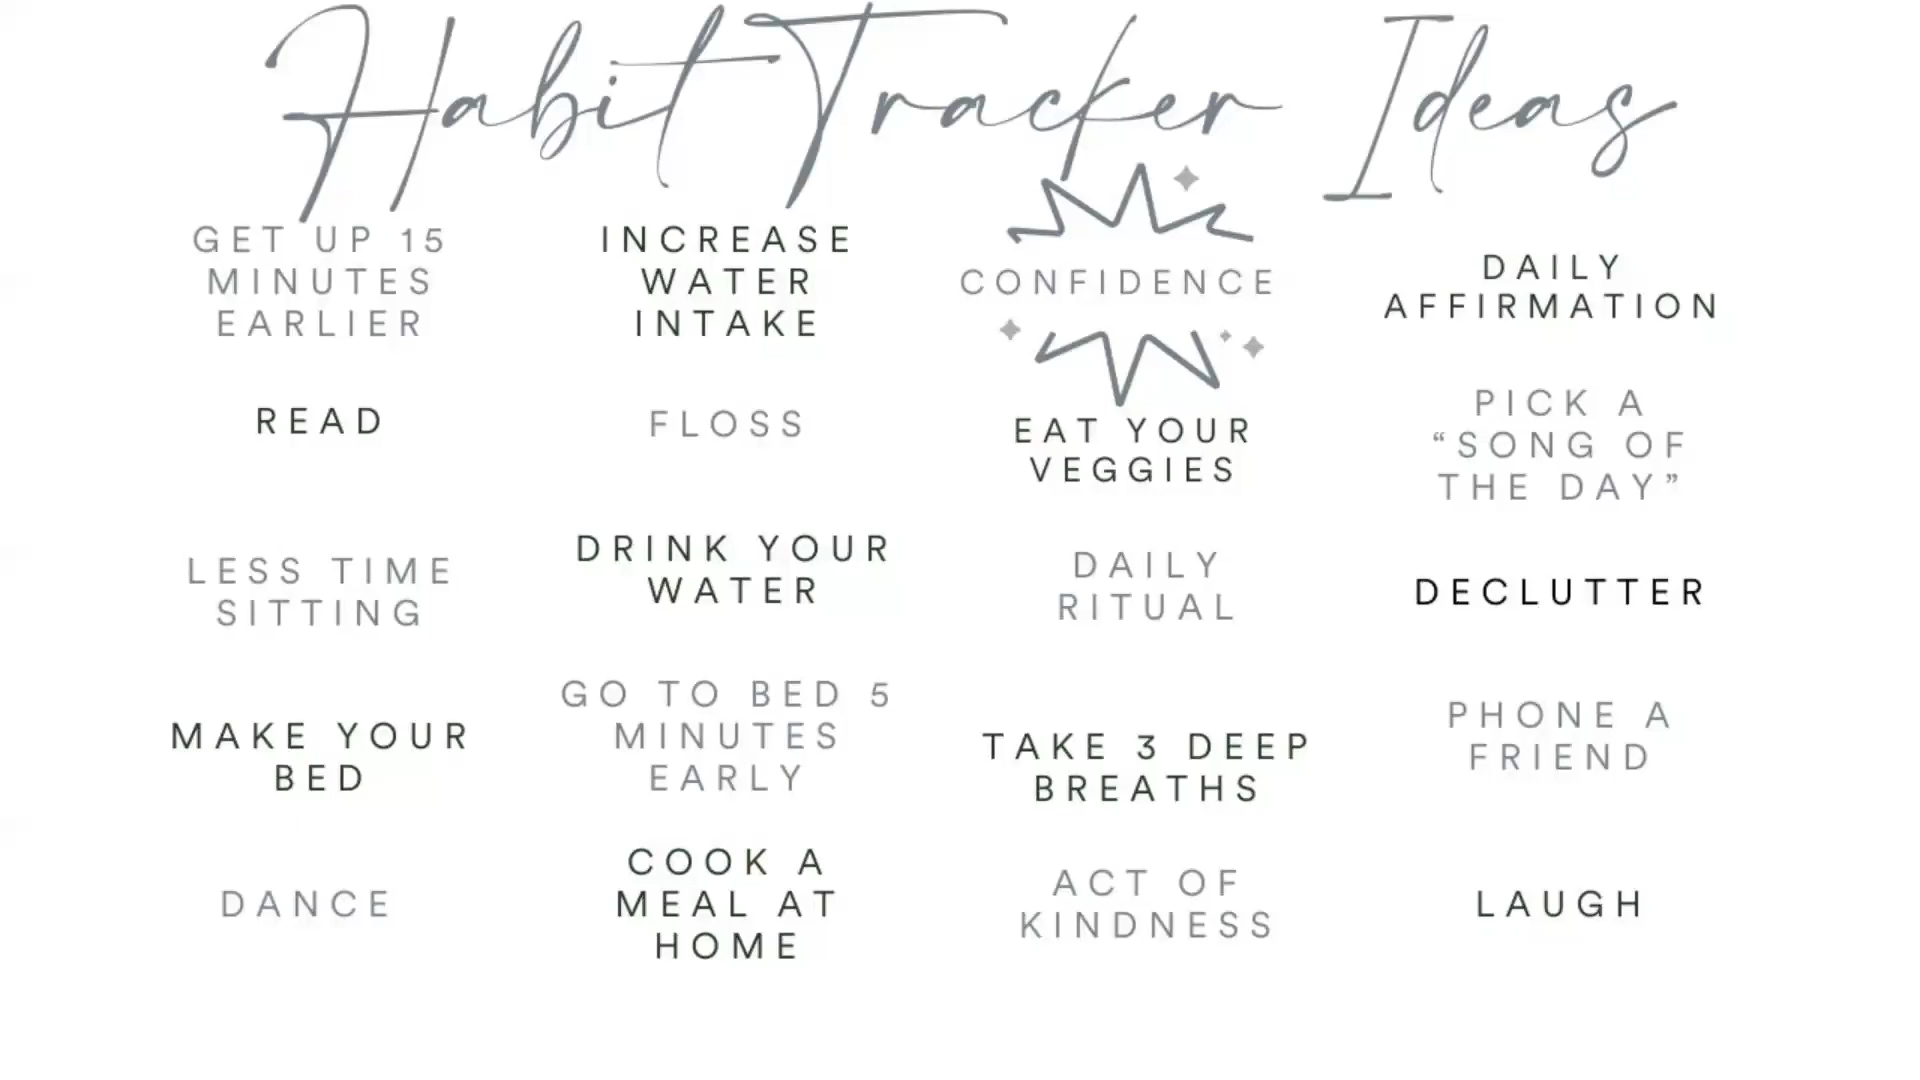 Habit Tracker Ideas
GET UP 15
MINUTES
EARLIER
INCREASE
WATER
INTAKE
CONFIDENCE
DAILY
AFFIRMATION
READ
FLOSS
EAT YOUR
VEGGIES
PICK A
“SONG OF
THE DAY”
LESS TIME
SITTING
DRINK YOUR
WATER
DAILY
RITUAL
DECLUTTER
MAKE YOUR
BED
GO TO BED 5
MINUTES
EARLY
TAKE 3 DEEP
BREATHS
PHONE A
FRIEND
DANCE
COOK A
MEAL AT
HOME
ACT OF
KINDNESS
LAUGH